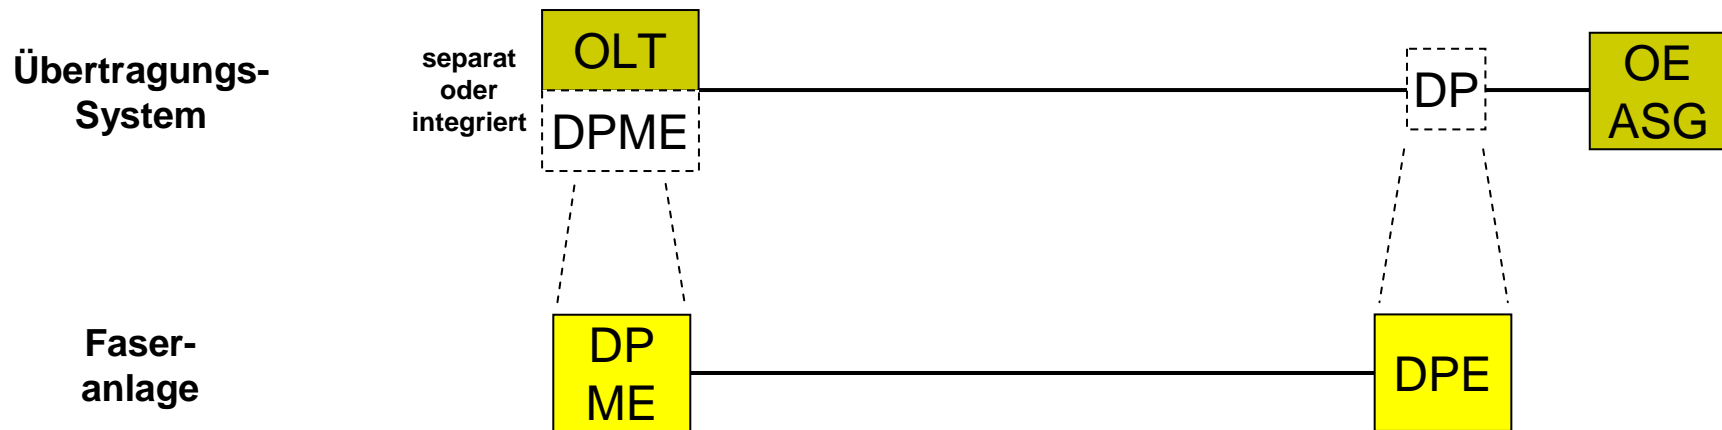 Übertragungs-
System
separat
oder
integriert
OLT
DPME
DP
OE
ASG
Faser-
anlage
DP
ME
DPE